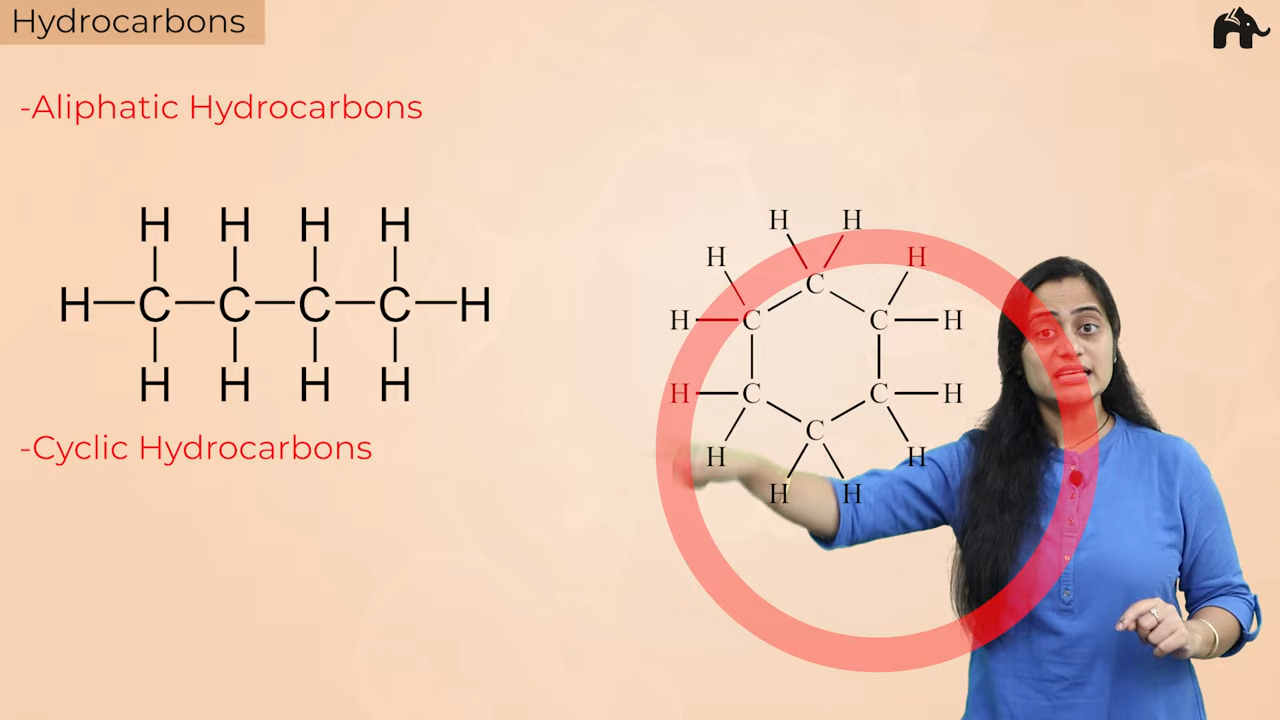 Hydrocarbons
-Aliphatic Hydrocarbons
H H H H
H C C C C H
H H H H
-Cyclic Hydrocarbons
H H
H H
C
H C C H
H C C H
C
H H
H H